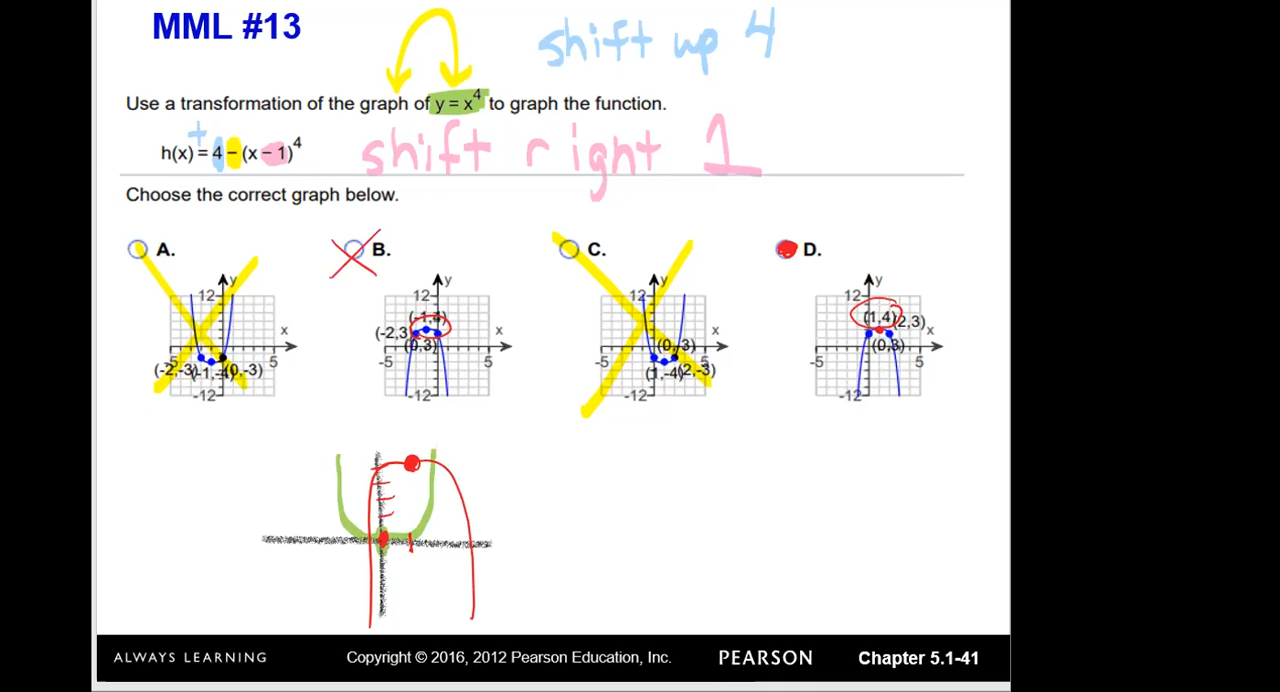 MML #13
shift up 4
Use a transformation of the graph of y = x⁴ to graph the function.
+
h(x) = 4 − (x − 1)⁴
shift right 1
Choose the correct graph below.
A. B. C. D.
y y y y
12 12 12 12
(-1,4) (1,4)
(-2,3) (2,3)
x x x x
(0,3) (0,-3) (0,3)
-5 5 -5 5 -5 5 -5 5
(-2,-3) (-1,-4) (0,-3) (1,-4) (2,-3)
-12 -12 -12 -12
ALWAYS LEARNING Copyright © 2016, 2012 Pearson Education, Inc. PEARSON Chapter 5.1-41